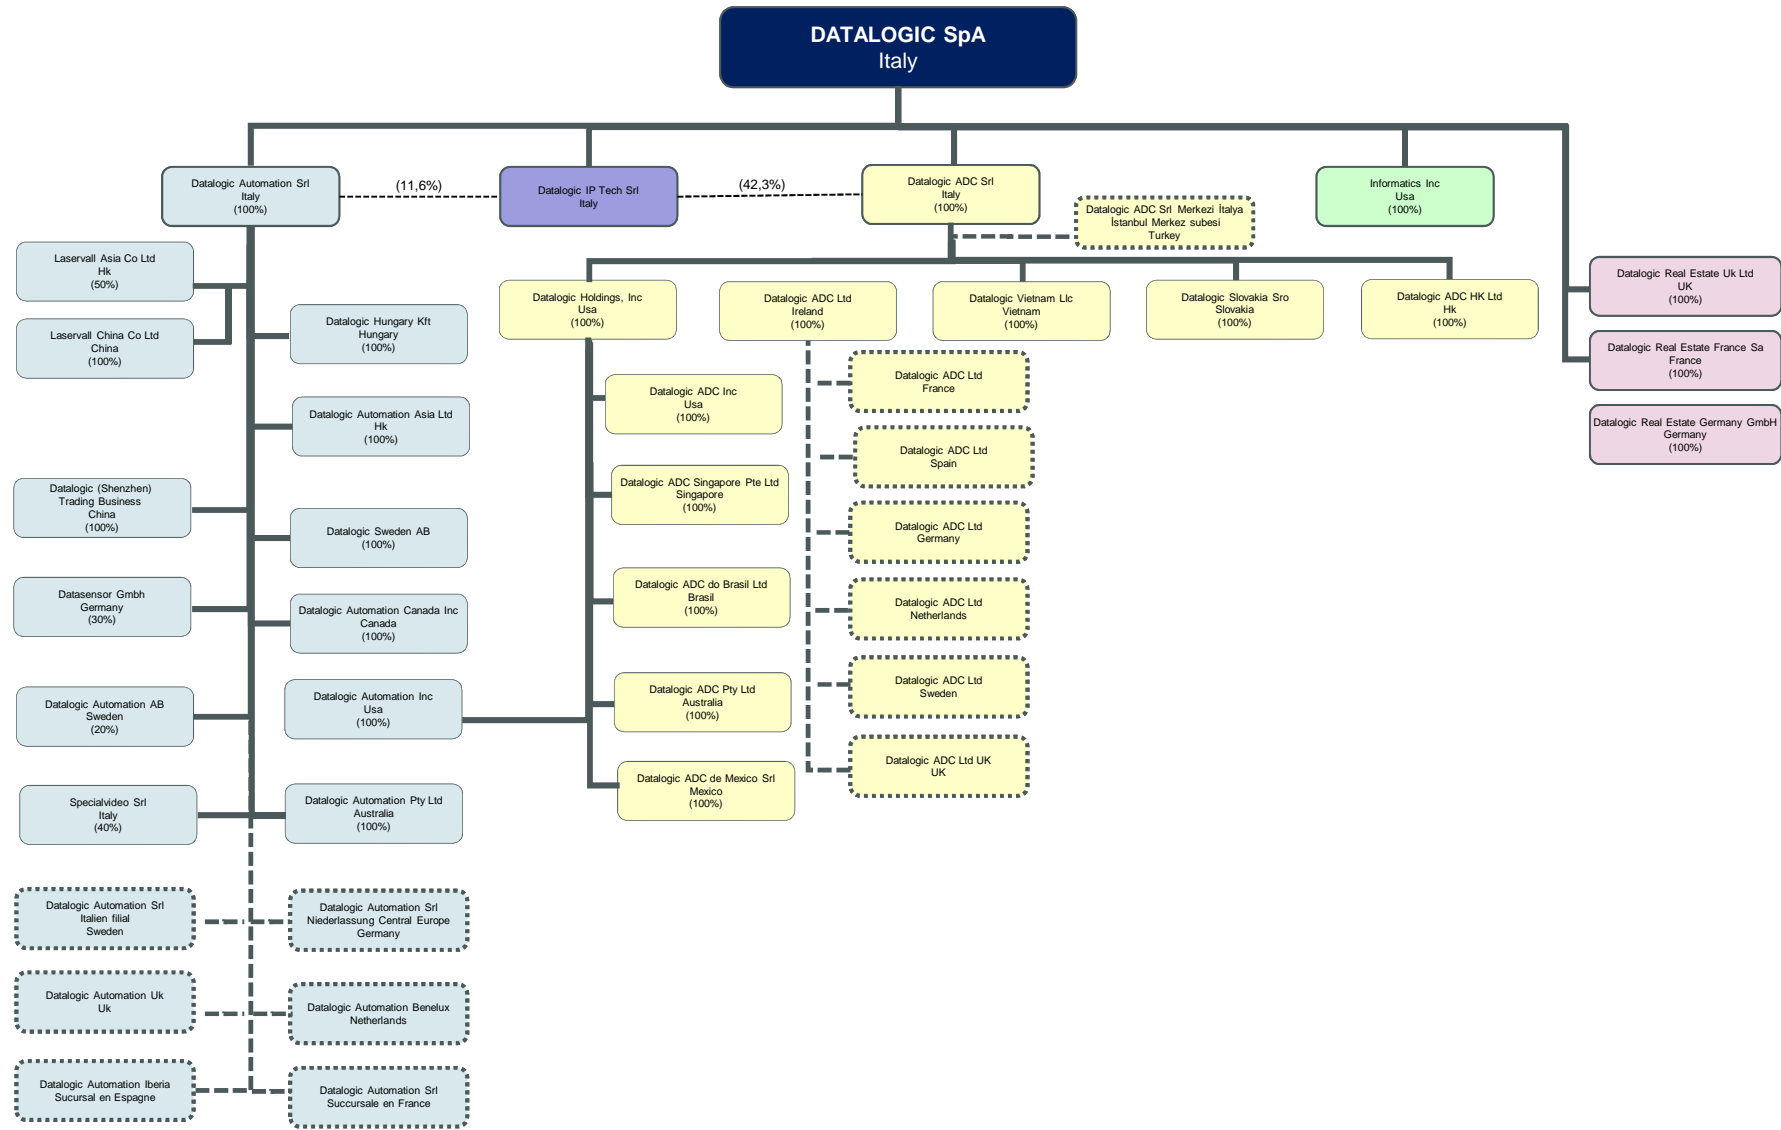 DATALOGIC SpA
Italy
Datalogic Automation Srl
Italy
(100%)
(11,6%)
Datalogic IP Tech Srl
Italy
(42,3%)
Datalogic ADC Srl
Italy
(100%)
Datalogic ADC Srl Merkezi İtalya
İstanbul Merkez subesi
Turkey
Informatics Inc
Usa
(100%)
Laservall Asia Co Ltd
Hk
(50%)
Laservall China Co Ltd
China
(100%)
Datalogic Hungary Kft
Hungary
(100%)
Datalogic Automation Asia Ltd
Hk
(100%)
Datalogic (Shenzhen)
Trading Business
China
(100%)
Datalogic Sweden AB
(100%)
Datasensor Gmbh
Germany
(30%)
Datalogic Automation Canada Inc
Canada
(100%)
Datalogic Automation AB
Sweden
(20%)
Datalogic Automation Inc
Usa
(100%)
Specialvideo Srl
Italy
(40%)
Datalogic Automation Pty Ltd
Australia
(100%)
Datalogic Automation Srl
Italien filial
Sweden
Datalogic Automation Srl
Niederlassung Central Europe
Germany
Datalogic Automation Uk
Uk
Datalogic Automation Benelux
Netherlands
Datalogic Automation Iberia
Sucursal en Espagne
Datalogic Automation Srl
Succursale en France
Datalogic Holdings, Inc
Usa
(100%)
Datalogic ADC Ltd
Ireland
(100%)
Datalogic Vietnam Llc
Vietnam
(100%)
Datalogic Slovakia Sro
Slovakia
(100%)
Datalogic ADC HK Ltd
Hk
(100%)
Datalogic ADC Inc
Usa
(100%)
Datalogic ADC Singapore Pte Ltd
Singapore
(100%)
Datalogic ADC do Brasil Ltd
Brasil
(100%)
Datalogic ADC Pty Ltd
Australia
(100%)
Datalogic ADC de Mexico Srl
Mexico
(100%)
Datalogic ADC Ltd
France
Datalogic ADC Ltd
Spain
Datalogic ADC Ltd
Germany
Datalogic ADC Ltd
Netherlands
Datalogic ADC Ltd
Sweden
Datalogic ADC Ltd UK
UK
Datalogic Real Estate Uk Ltd
UK
(100%)
Datalogic Real Estate France Sa
France
(100%)
Datalogic Real Estate Germany GmbH
Germany
(100%)